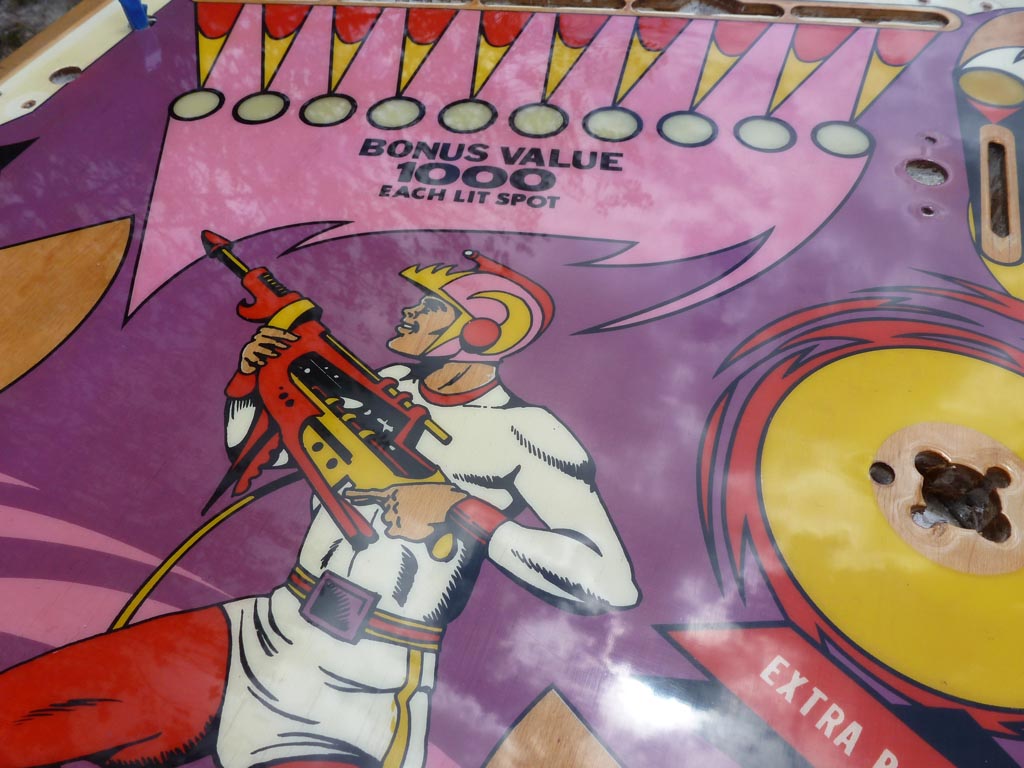 BONUS VALUE
1000
EACH LIT SPOT
EXTRA